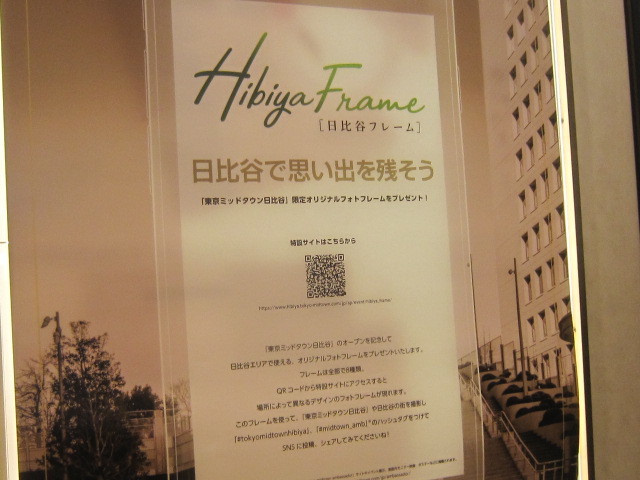 Hibiya Frame
[日比谷フレーム]
日比谷で思い出を残そう
「東京ミッドタウン日比谷」限定オリジナルフォトフレームをプレゼント！
特設サイトはこちらから
「東京ミッドタウン日比谷」のオープンを記念して
日比谷エリアで使える、オリジナルフォトフレームをプレゼントいたします。
フレームは全部で8種類。
QRコードから特設サイトにアクセスすると
場所によって異なるデザインのフォトフレームが現れます。
このフレームを使って、「東京ミッドタウン日比谷」や日比谷の街を撮影し
「#tokyomidtownhibiya」、「#midtown_amb」*のハッシュタグをつけて
SNSに投稿、シェアしてみてくださいね！